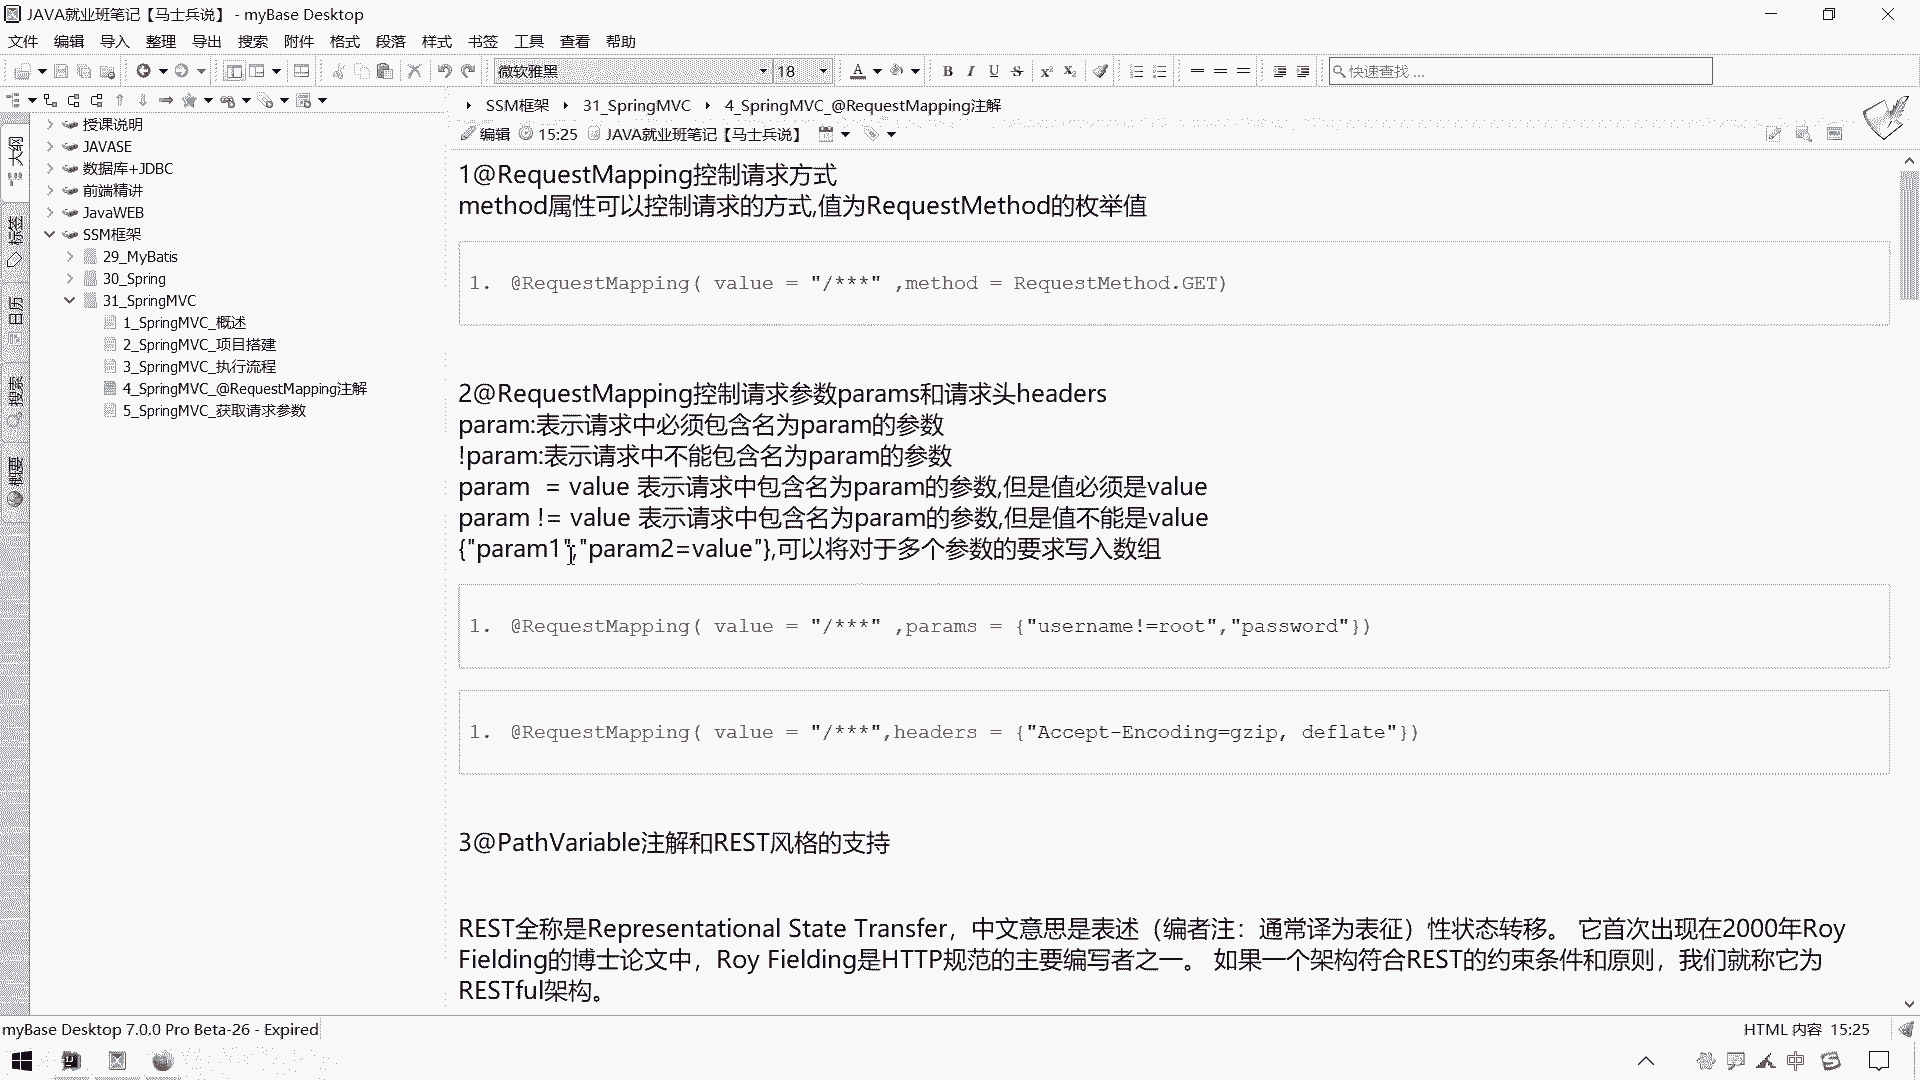 JAVA就业班笔记【马士兵说】 - myBase Desktop
文件 编辑 导入 整理 导出 搜索 附件 格式 段落 样式 书签 工具 查看 帮助
微软雅黑 18 A B I U S x² X₂ 快速查找 ...
SSM框架 31_SpringMVC 4_SpringMVC_@RequestMapping注解
编辑 15:25 JAVA就业班笔记【马士兵说】
大纲
标签
日历
搜索
概要
授课说明
JAVASE
数据库+JDBC
前端精讲
JavaWEB
SSM框架
29_MyBatis
30_Spring
31_SpringMVC
1_SpringMVC_概述
2_SpringMVC_项目搭建
3_SpringMVC_执行流程
4_SpringMVC_@RequestMapping注解
5_SpringMVC_获取请求参数
1@RequestMapping控制请求方式
method属性可以控制请求的方式,值为RequestMethod的枚举值
1. @RequestMapping( value = "/***" ,method = RequestMethod.GET)
2@RequestMapping控制请求参数params和请求头headers
param:表示请求中必须包含名为param的参数
!param:表示请求中不能包含名为param的参数
param = value 表示请求中包含名为param的参数,但是值必须是value
param != value 表示请求中包含名为param的参数,但是值不能是value
{"param1","param2=value"},可以将对于多个参数的要求写入数组
1. @RequestMapping( value = "/***" ,params = {"username!=root","password"})
1. @RequestMapping( value = "/***",headers = {"Accept-Encoding=gzip, deflate"})
3@PathVariable注解和REST风格的支持
REST全称是Representational State Transfer，中文意思是表述（编者注：通常译为表征）性状态转移。 它首次出现在2000年Roy
Fielding的博士论文中，Roy Fielding是HTTP规范的主要编写者之一。 如果一个架构符合REST的约束条件和原则，我们就称它为
RESTful架构。
myBase Desktop 7.0.0 Pro Beta-26 - Expired
HTML 内容 15:25
中